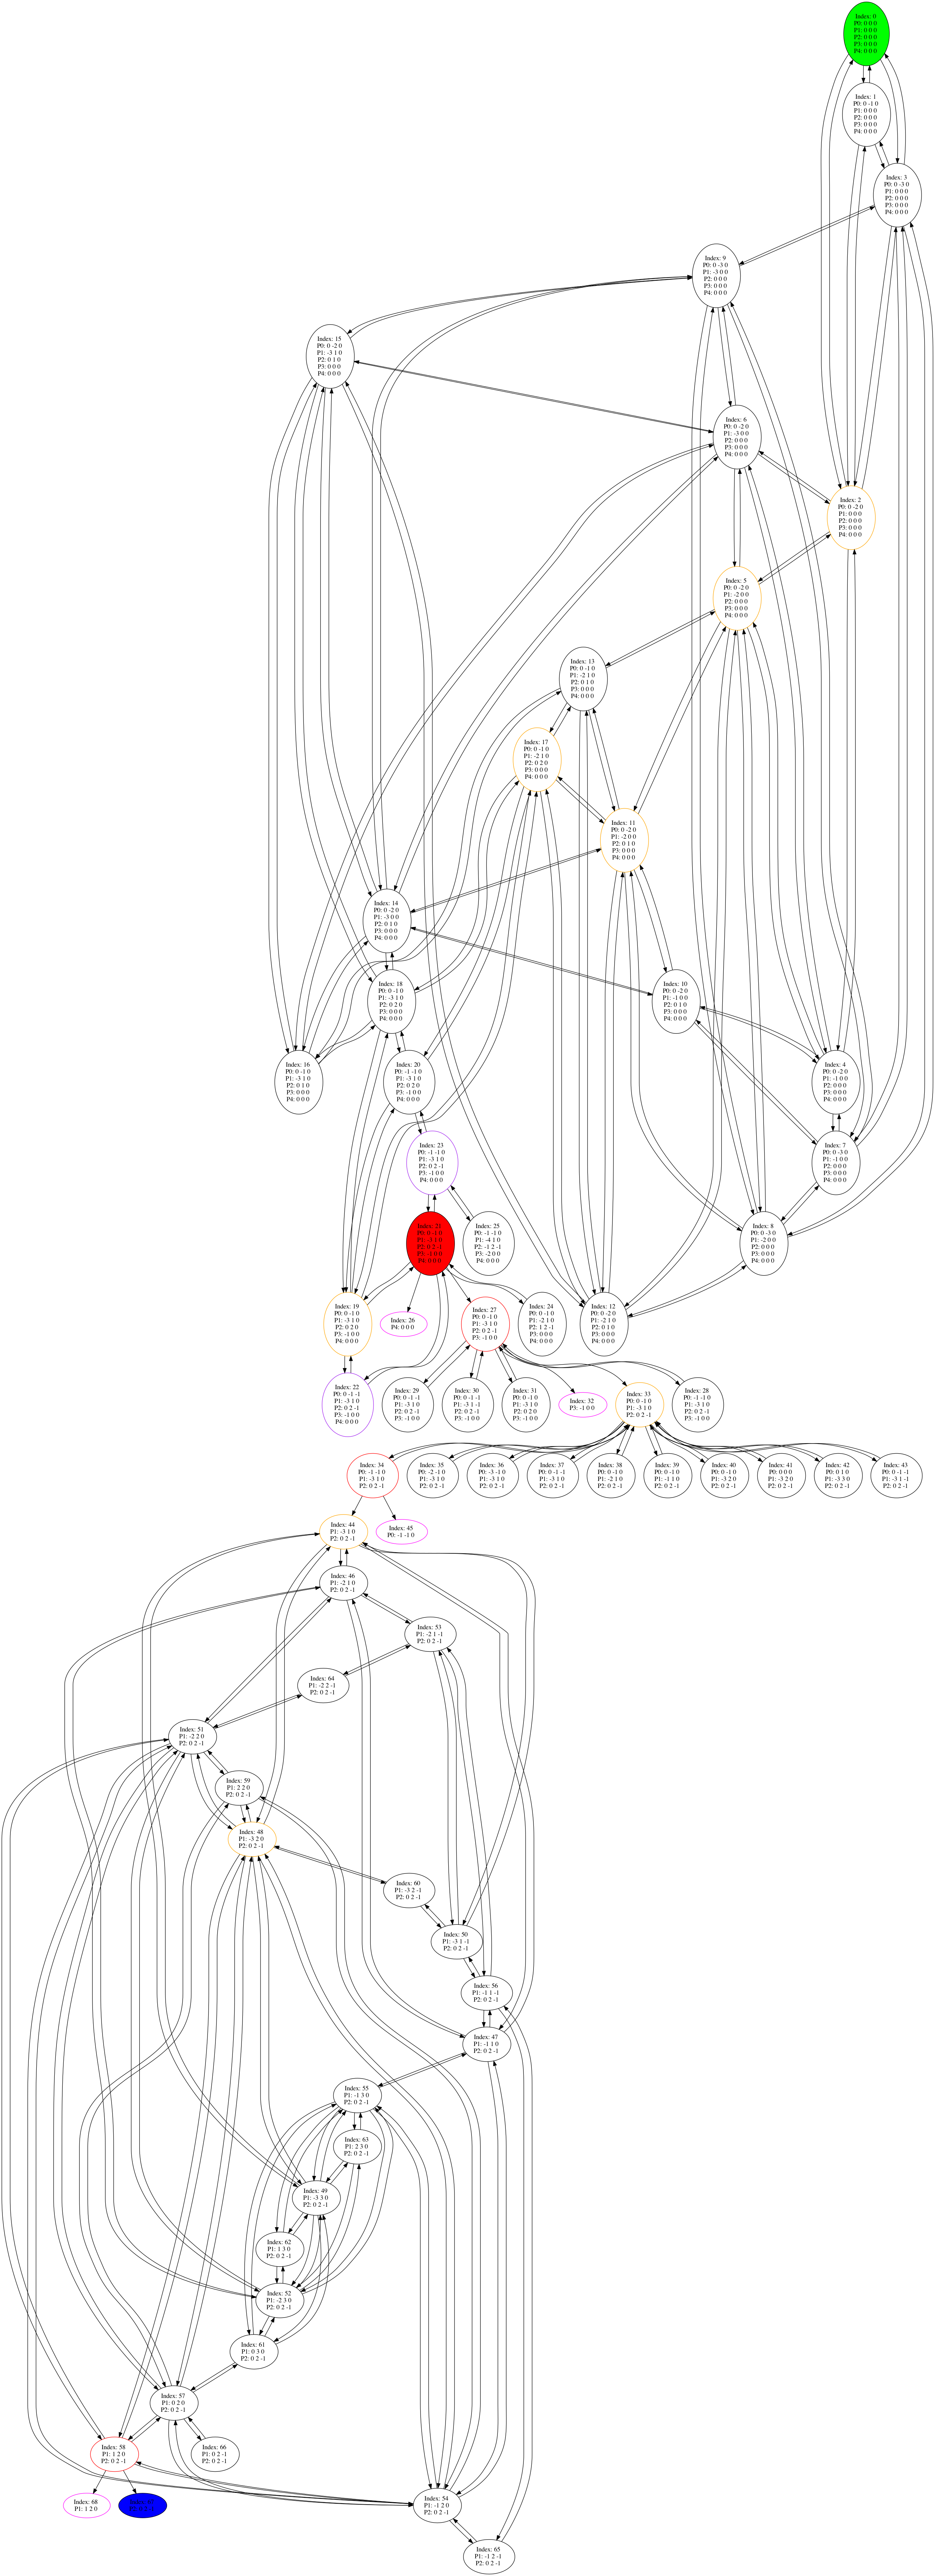 Index: 0
P0: 0 0 0
P1: 0 0 0
P2: 0 0 0
P3: 0 0 0
P4: 0 0 0
Index: 1
P0: 0 -1 0
P1: 0 0 0
P2: 0 0 0
P3: 0 0 0
P4: 0 0 0
Index: 3
P0: 0 -3 0
P1: 0 0 0
P2: 0 0 0
P3: 0 0 0
P4: 0 0 0
Index: 9
P0: 0 -3 0
P1: -3 0 0
P2: 0 0 0
P3: 0 0 0
P4: 0 0 0
Index: 15
P0: 0 -2 0
P1: -3 1 0
P2: 0 1 0
P3: 0 0 0
P4: 0 0 0
Index: 6
P0: 0 -2 0
P1: -3 0 0
P2: 0 0 0
P3: 0 0 0
P4: 0 0 0
Index: 2
P0: 0 -2 0
P1: 0 0 0
P2: 0 0 0
P3: 0 0 0
P4: 0 0 0
Index: 5
P0: 0 -2 0
P1: -2 0 0
P2: 0 0 0
P3: 0 0 0
P4: 0 0 0
Index: 13
P0: 0 -1 0
P1: -2 1 0
P2: 0 1 0
P3: 0 0 0
P4: 0 0 0
Index: 17
P0: 0 -1 0
P1: -2 1 0
P2: 0 2 0
P3: 0 0 0
P4: 0 0 0
Index: 11
P0: 0 -2 0
P1: -2 0 0
P2: 0 1 0
P3: 0 0 0
P4: 0 0 0
Index: 14
P0: 0 -2 0
P1: -3 0 0
P2: 0 1 0
P3: 0 0 0
P4: 0 0 0
Index: 18
P0: 0 -1 0
P1: -3 1 0
P2: 0 2 0
P3: 0 0 0
P4: 0 0 0
Index: 10
P0: 0 -2 0
P1: -1 0 0
P2: 0 1 0
P3: 0 0 0
P4: 0 0 0
Index: 16
P0: 0 -1 0
P1: -3 1 0
P2: 0 1 0
P3: 0 0 0
P4: 0 0 0
Index: 20
P0: -1 -1 0
P1: -3 1 0
P2: 0 2 0
P3: -1 0 0
P4: 0 0 0
Index: 4
P0: 0 -2 0
P1: -1 0 0
P2: 0 0 0
P3: 0 0 0
P4: 0 0 0
Index: 23
P0: -1 -1 0
P1: -3 1 0
P2: 0 2 -1
P3: -1 0 0
P4: 0 0 0
Index: 7
P0: 0 -3 0
P1: -1 0 0
P2: 0 0 0
P3: 0 0 0
P4: 0 0 0
Index: 21
P0: 0 -1 0
P1: -3 1 0
P2: 0 2 -1
P3: -1 0 0
P4: 0 0 0
Index: 25
P0: -1 -1 0
P1: -4 1 0
P2: -1 2 -1
P3: -2 0 0
P4: 0 0 0
Index: 8
P0: 0 -3 0
P1: -2 0 0
P2: 0 0 0
P3: 0 0 0
P4: 0 0 0
Index: 19
P0: 0 -1 0
P1: -3 1 0
P2: 0 2 0
P3: -1 0 0
P4: 0 0 0
Index: 26
P4: 0 0 0
Index: 27
P0: 0 -1 0
P1: -3 1 0
P2: 0 2 -1
P3: -1 0 0
Index: 24
P0: 0 -1 0
P1: -2 1 0
P2: 1 2 -1
P3: 0 0 0
P4: 0 0 0
Index: 12
P0: 0 -2 0
P1: -2 1 0
P2: 0 1 0
P3: 0 0 0
P4: 0 0 0
Index: 22
P0: 0 -1 -1
P1: -3 1 0
P2: 0 2 -1
P3: -1 0 0
P4: 0 0 0
Index: 29
P0: 0 -1 -1
P1: -3 1 0
P2: 0 2 -1
P3: -1 0 0
Index: 30
P0: 0 -1 -1
P1: -3 1 -1
P2: 0 2 -1
P3: -1 0 0
Index: 31
P0: 0 -1 0
P1: -3 1 0
P2: 0 2 0
P3: -1 0 0
Index: 32
P3: -1 0 0
Index: 33
P0: 0 -1 0
P1: -3 1 0
P2: 0 2 -1
Index: 28
P0: -1 -1 0
P1: -3 1 0
P2: 0 2 -1
P3: -1 0 0
Index: 34
P0: -1 -1 0
P1: -3 1 0
P2: 0 2 -1
Index: 35
P0: -2 -1 0
P1: -3 1 0
P2: 0 2 -1
Index: 36
P0: -3 -1 0
P1: -3 1 0
P2: 0 2 -1
Index: 37
P0: 0 -1 -1
P1: -3 1 0
P2: 0 2 -1
Index: 38
P0: 0 -1 0
P1: -2 1 0
P2: 0 2 -1
Index: 39
P0: 0 -1 0
P1: -1 1 0
P2: 0 2 -1
Index: 40
P0: 0 -1 0
P1: -3 2 0
P2: 0 2 -1
Index: 41
P0: 0 0 0
P1: -3 2 0
P2: 0 2 -1
Index: 42
P0: 0 1 0
P1: -3 3 0
P2: 0 2 -1
Index: 43
P0: 0 -1 -1
P1: -3 1 -1
P2: 0 2 -1
Index: 44
P1: -3 1 0
P2: 0 2 -1
Index: 45
P0: -1 -1 0
Index: 46
P1: -2 1 0
P2: 0 2 -1
Index: 53
P1: -2 1 -1
P2: 0 2 -1
Index: 64
P1: -2 2 -1
P2: 0 2 -1
Index: 51
P1: -2 2 0
P2: 0 2 -1
Index: 59
P1: 2 2 0
P2: 0 2 -1
Index: 48
P1: -3 2 0
P2: 0 2 -1
Index: 60
P1: -3 2 -1
P2: 0 2 -1
Index: 50
P1: -3 1 -1
P2: 0 2 -1
Index: 56
P1: -1 1 -1
P2: 0 2 -1
Index: 47
P1: -1 1 0
P2: 0 2 -1
Index: 55
P1: -1 3 0
P2: 0 2 -1
Index: 63
P1: 2 3 0
P2: 0 2 -1
Index: 49
P1: -3 3 0
P2: 0 2 -1
Index: 62
P1: 1 3 0
P2: 0 2 -1
Index: 52
P1: -2 3 0
P2: 0 2 -1
Index: 61
P1: 0 3 0
P2: 0 2 -1
Index: 57
P1: 0 2 0
P2: 0 2 -1
Index: 58
P1: 1 2 0
P2: 0 2 -1
Index: 66
P1: 0 2 -1
P2: 0 2 -1
Index: 68
P1: 1 2 0
Index: 54
P1: -1 2 0
P2: 0 2 -1
Index: 65
P1: -1 2 -1
P2: 0 2 -1